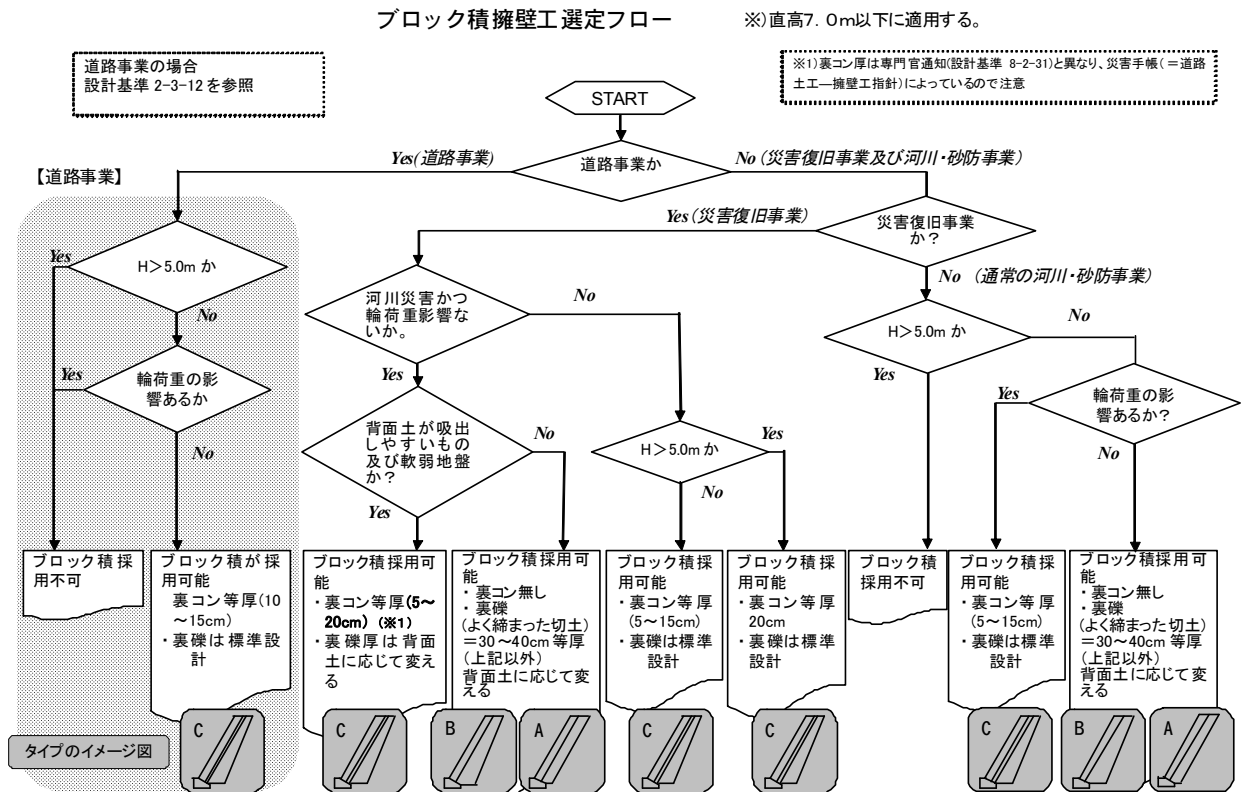 ブロック積擁壁工選定フロー
※)直高7.0m以下に適用する。
道路事業の場合
設計基準 2-3-12 を参照
※1)裏コン厚は専門官通知(設計基準 8-2-31)と異なり、災害手帳(＝道路
土工―擁壁工指針)によっているので注意
START
道路事業か
Yes(道路事業)
No(災害復旧事業及び河川・砂防事業)
【道路事業】
Yes(災害復旧事業)
災害復旧事業
か?
No (通常の河川・砂防事業)
H＞5.0m か
Yes
No
輪荷重の影
響あるか
Yes
No
河川災害かつ
輪荷重影響な
いか。
No
Yes
背面土が吸出
しやすいもの
及び軟弱地盤
か?
No
Yes
H＞5.0m か
Yes
No
H＞5.0m か
No
Yes
輪荷重の影
響あるか?
Yes
No
ブロック積採
用不可
ブロック積が採
用可能
裏コン等厚(10
～15cm)
・裏礫は標準設
計
ブロック積採用可
能
・裏コン等厚(5～
20cm) (※1)
・裏礫厚は背面
土に応じて変え
る
ブロック積採用可
能
・裏コン無し
・裏礫
(よく締まった切土)
＝30～40cm等厚
(上記以外)
背面土に応じて変
える
ブロック積採
用可能
・裏コン等厚
(5～15cm)
・裏礫は標準
設計
ブロック積採
用可能
・裏コン等厚
20cm
・裏礫は標準
設計
ブロック積
採用不可
ブロック積採
用可能
・裏コン等厚
(5～15cm)
・裏礫は標準
設計
ブロック積採用可
能
・裏コン無し
・裏礫
(よく締まった切土)
＝30～40cm等厚
(上記以外)
背面土に応じて変
える
タイプのイメージ図
C
C
B
A
C
C
C
B
A